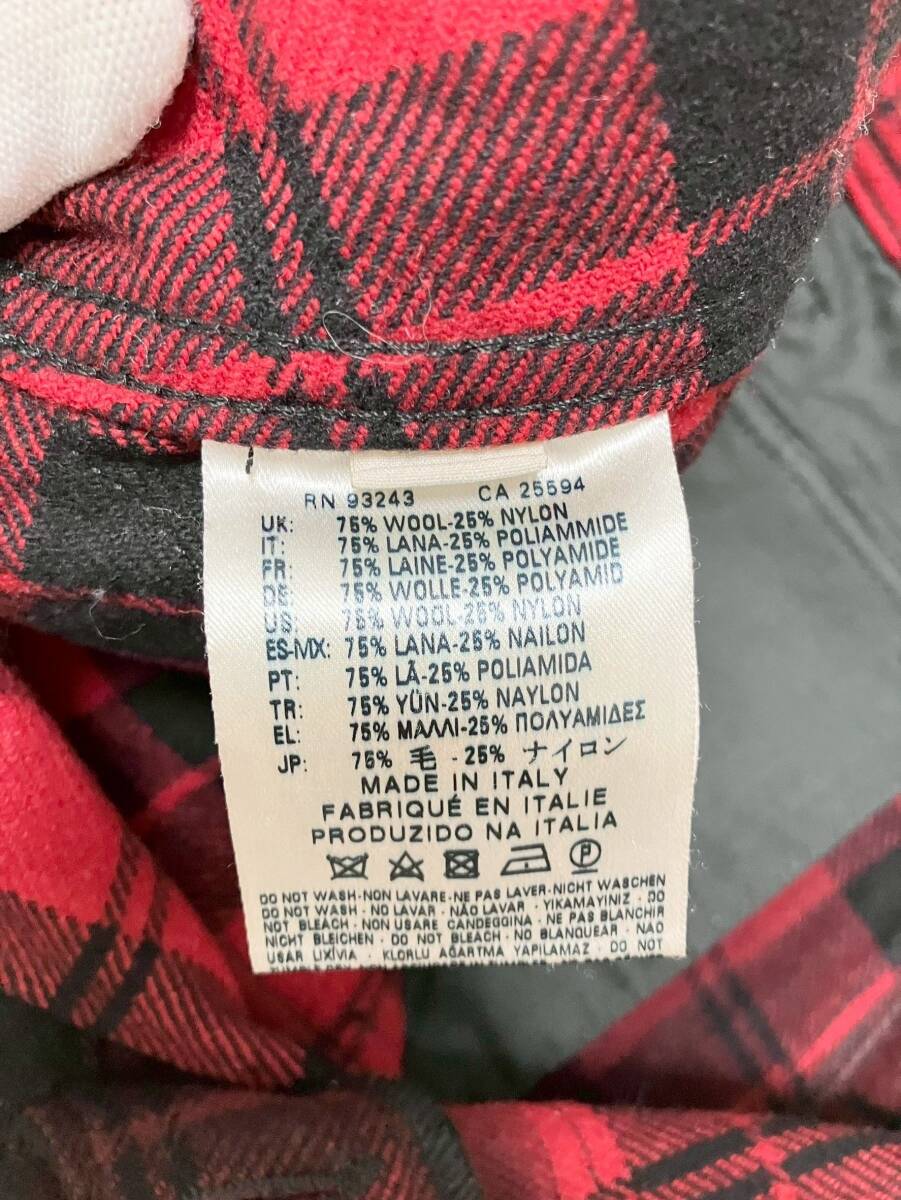 RN 93243 CA 25594
UK: 75% WOOL-25% NYLON
IT: 75% LANA-25% POLIAMMIDE
FR: 75% LAINE-25% POLYAMIDE
DE: 75% WOLLE-25% POLYAMID
US: 75% WOOL-25% NYLON
ES-MX: 75% LANA-25% NAILON
PT: 75% LÃ-25% POLIAMIDA
TR: 75% YÜN-25% NAYLON
EL: 75% ΜΑΛΛΙ-25% ΠΟΛΥΑΜΙΔΕΣ
JP: 75% 毛 -25% ナイロン
MADE IN ITALY
FABRIQUÉ EN ITALIE
PRODUZIDO NA ITALIA
P
DO NOT WASH-NON LAVARE-NE PAS LAVER-NICHT WASCHEN
DO NOT WASH - NO LAVAR - NÃO LAVAR - YIKAMAYINIZ - DO
NOT BLEACH - NON USARE CANDEGGINA - NE PAS BLANCHIR
NICHT BLEICHEN - DO NOT BLEACH - NO BLANQUEAR - NAO
USAR LIXÍVIA - KLORLU AĞARTMA YAPILAMAZ - DO NOT